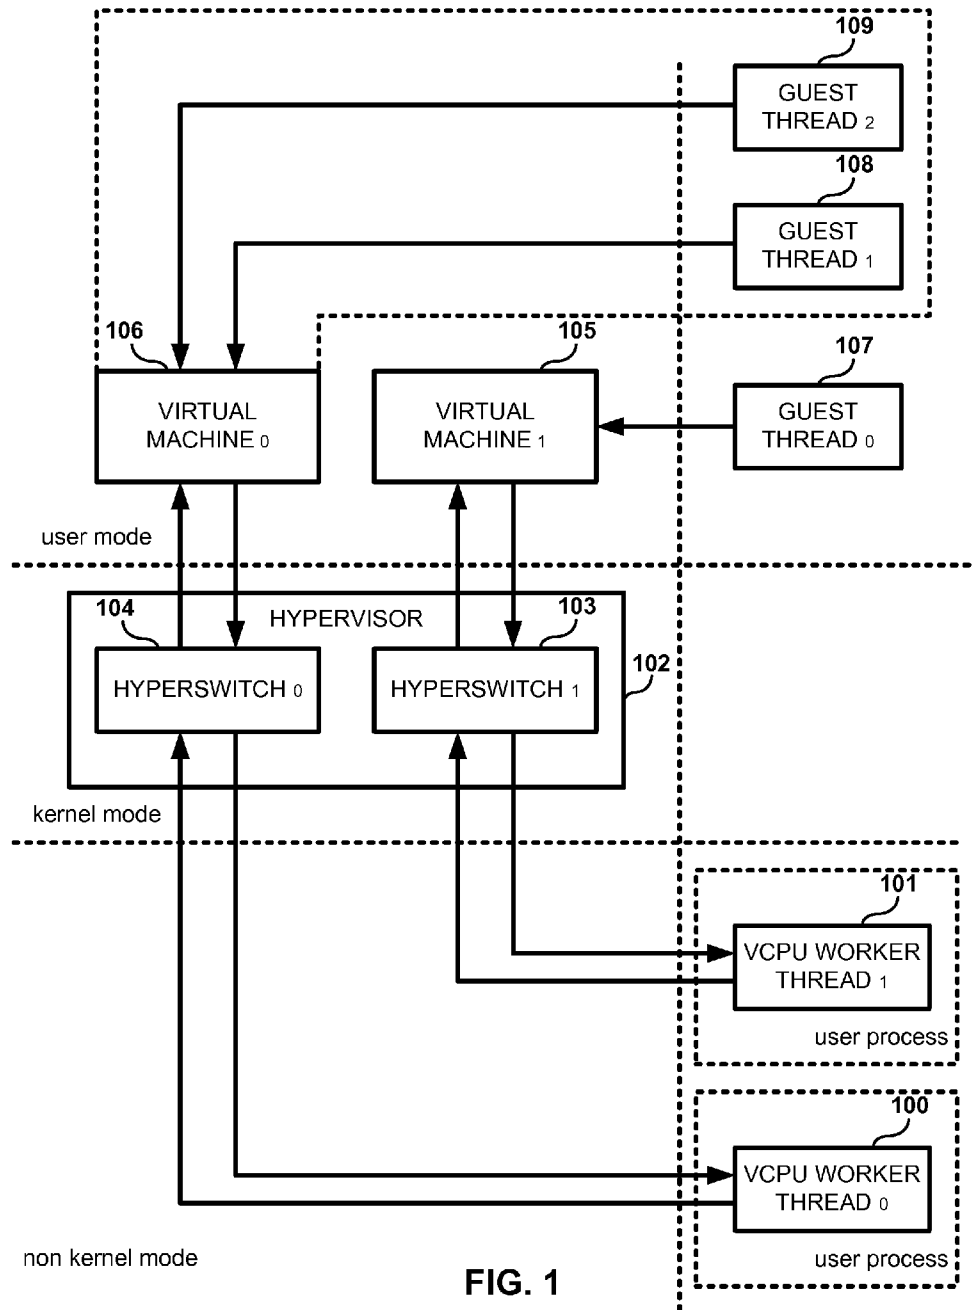 109
GUEST
THREAD 2
108
GUEST
THREAD 1
106
105
107
VIRTUAL
MACHINE 0
VIRTUAL
MACHINE 1
GUEST
THREAD 0
user mode
104
HYPERVISOR
103
102
HYPERSWITCH 0
HYPERSWITCH 1
kernel mode
101
VCPU WORKER
THREAD 1
user process
100
VCPU WORKER
THREAD 0
user process
non kernel mode
FIG. 1